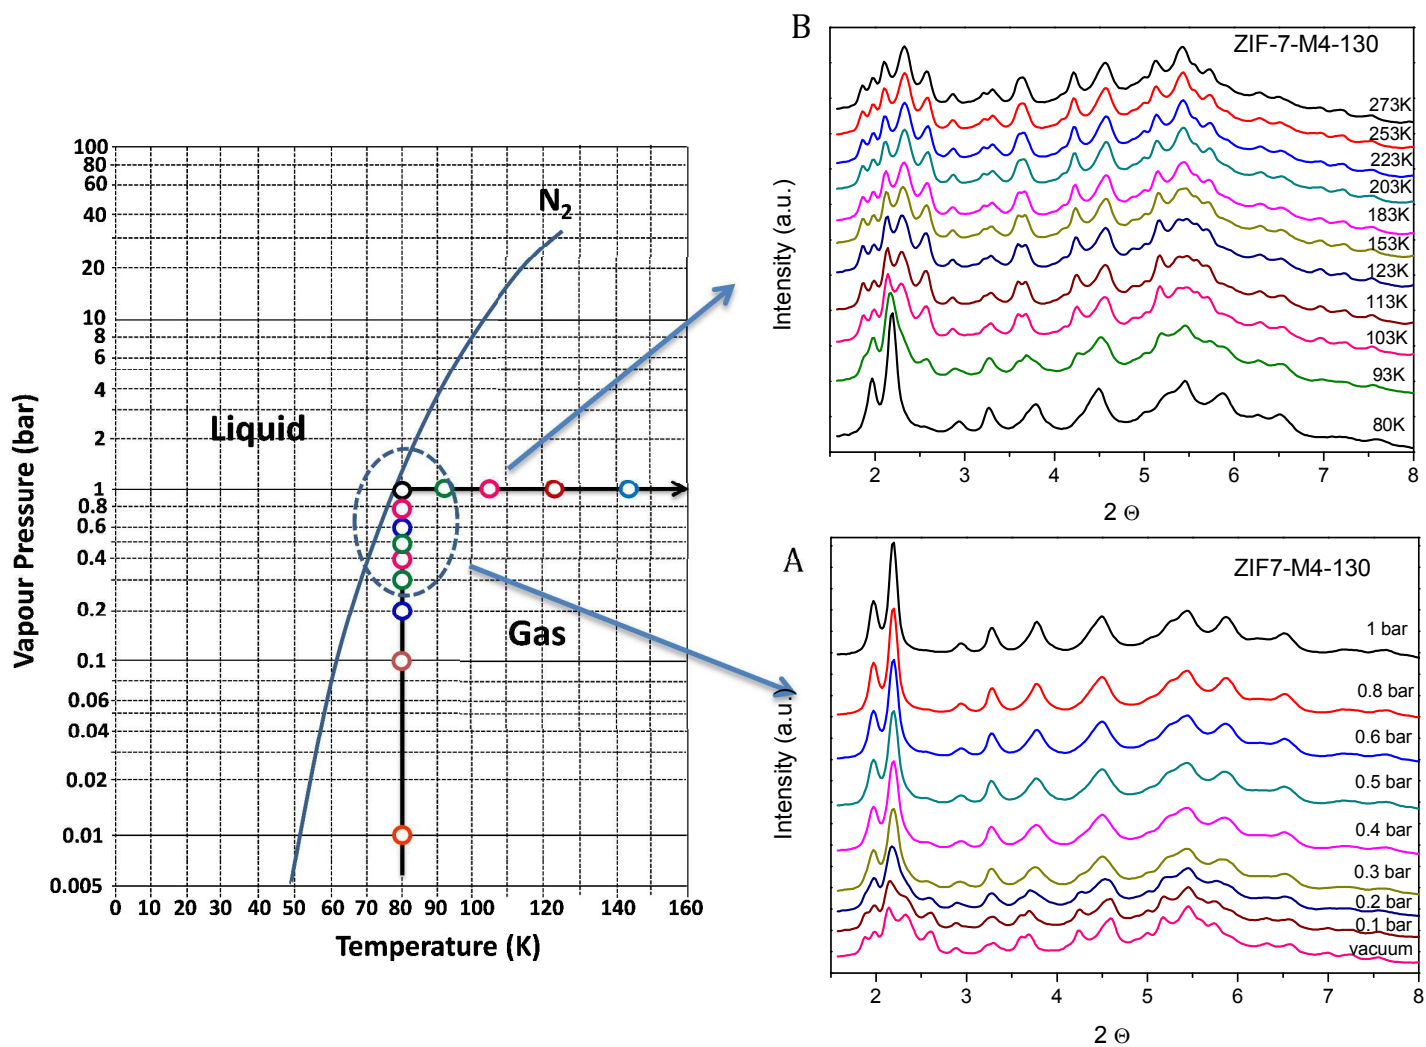 100
80
60
40
20
10
8
6
4
2
1
0.8
0.6
0.4
0.2
0.1
0.06
0.04
0.02
0.01
0.005
Vapour Pressure (bar)
N2
Liquid
Gas
0 10 20 30 40 50 60 70 80 90 100 120 140 160
Temperature (K)
B
ZIF-7-M4-130
Intensity (a.u.)
273K
253K
223K
203K
183K
153K
123K
113K
103K
93K
80K
2 3 4 5 6 7 8
2 Θ
A
ZIF7-M4-130
Intensity (a.u.)
1 bar
0.8 bar
0.6 bar
0.5 bar
0.4 bar
0.3 bar
0.2 bar
0.1 bar
vacuum
2 3 4 5 6 7 8
2 Θ